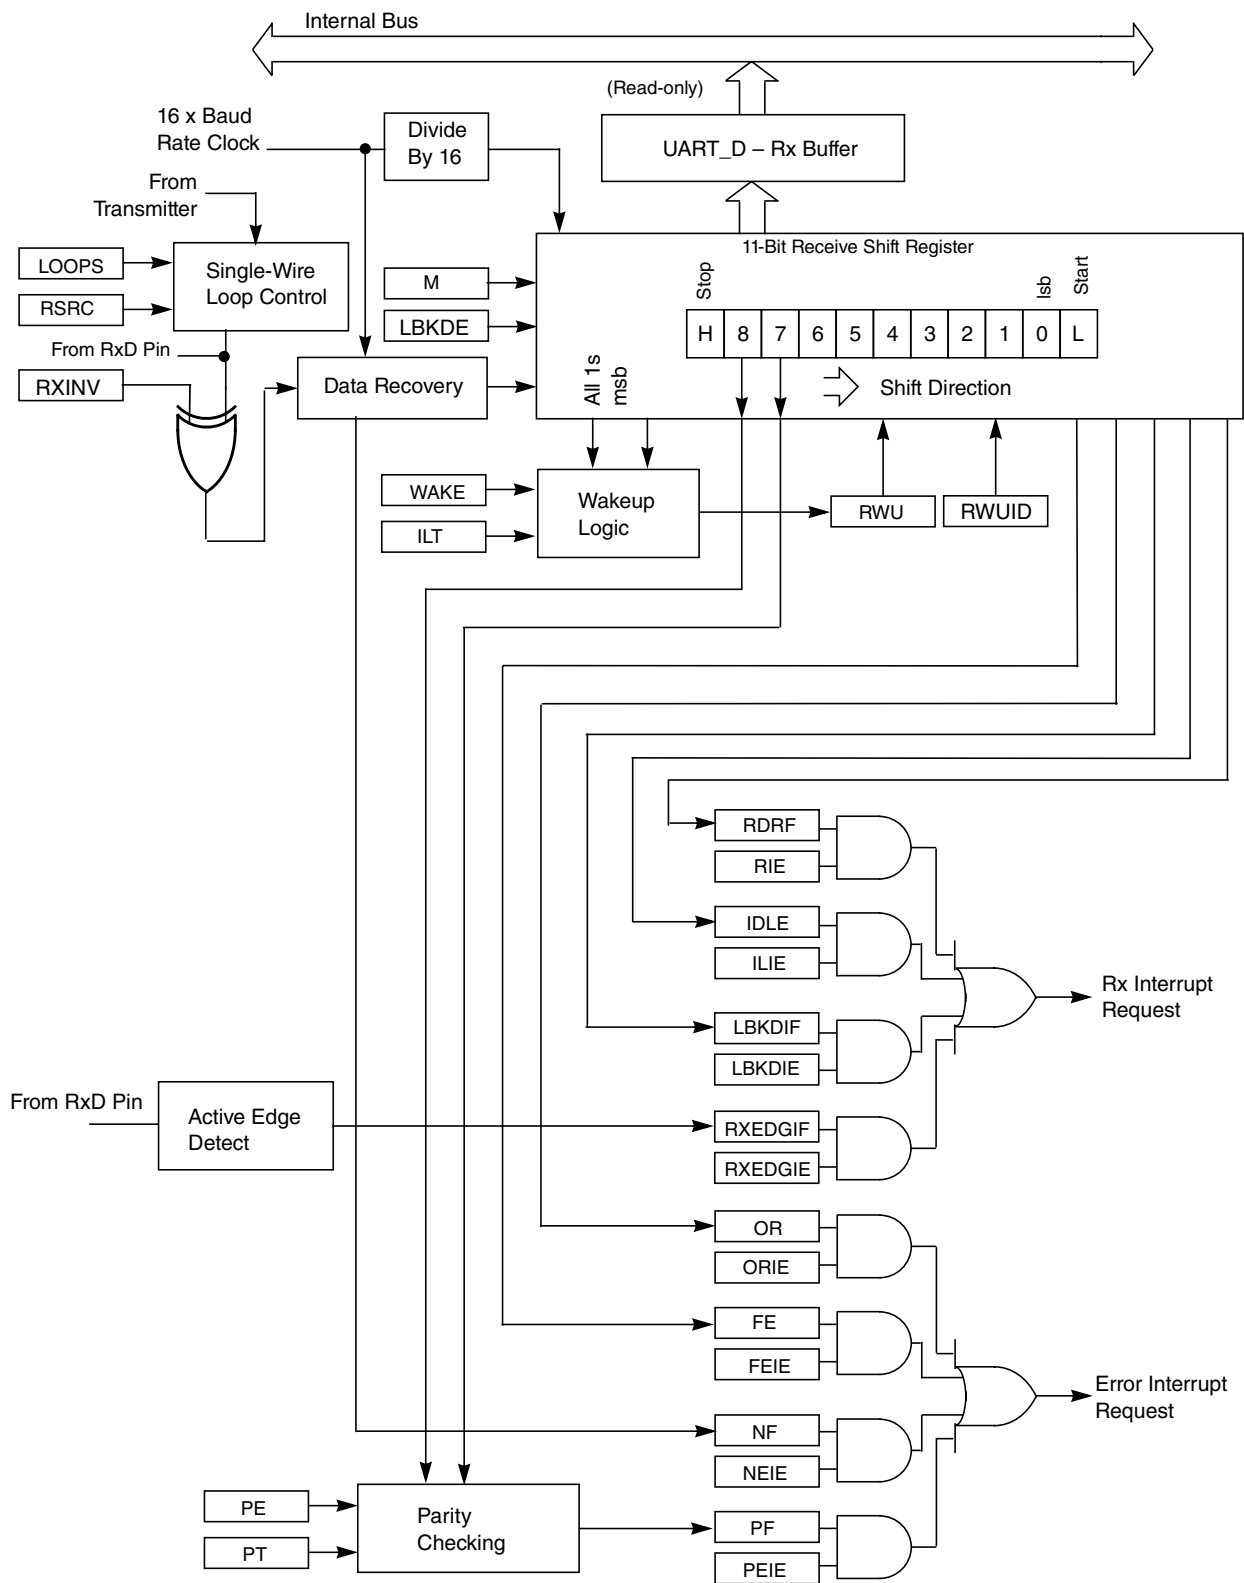 Internal Bus
(Read-only)
16 x Baud
Rate Clock
Divide
By 16
UART_D – Rx Buffer
From
Transmitter
11-Bit Receive Shift Register
LOOPS
RSRC
Single-Wire
Loop Control
M
LBKDE
Stop
lsb
Start
H 8 7 6 5 4 3 2 1 0 L
From RxD Pin
RXINV
Data Recovery
All 1s
msb
Shift Direction
WAKE
ILT
Wakeup
Logic
RWU
RWUID
RDRF
RIE
IDLE
ILIE
Rx Interrupt
Request
LBKDIF
LBKDIE
From RxD Pin
Active Edge
Detect
RXEDGIF
RXEDGIE
OR
ORIE
FE
FEIE
Error Interrupt
Request
NF
NEIE
PE
PT
Parity
Checking
PF
PEIE